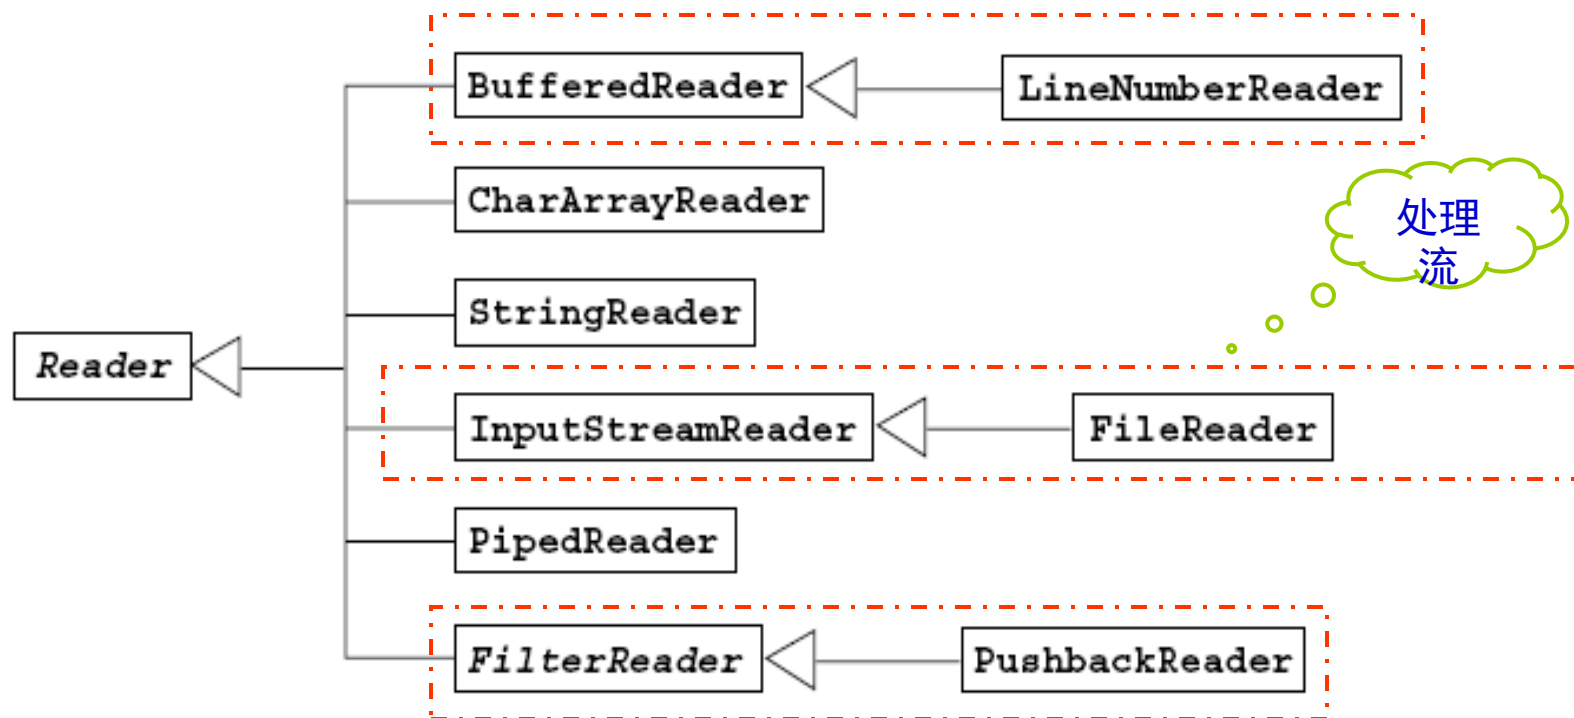 BufferedReader
LineNumberReader
CharArrayReader
处理
流
StringReader
Reader
InputStreamReader
FileReader
PipedReader
FilterReader
PushbackReader